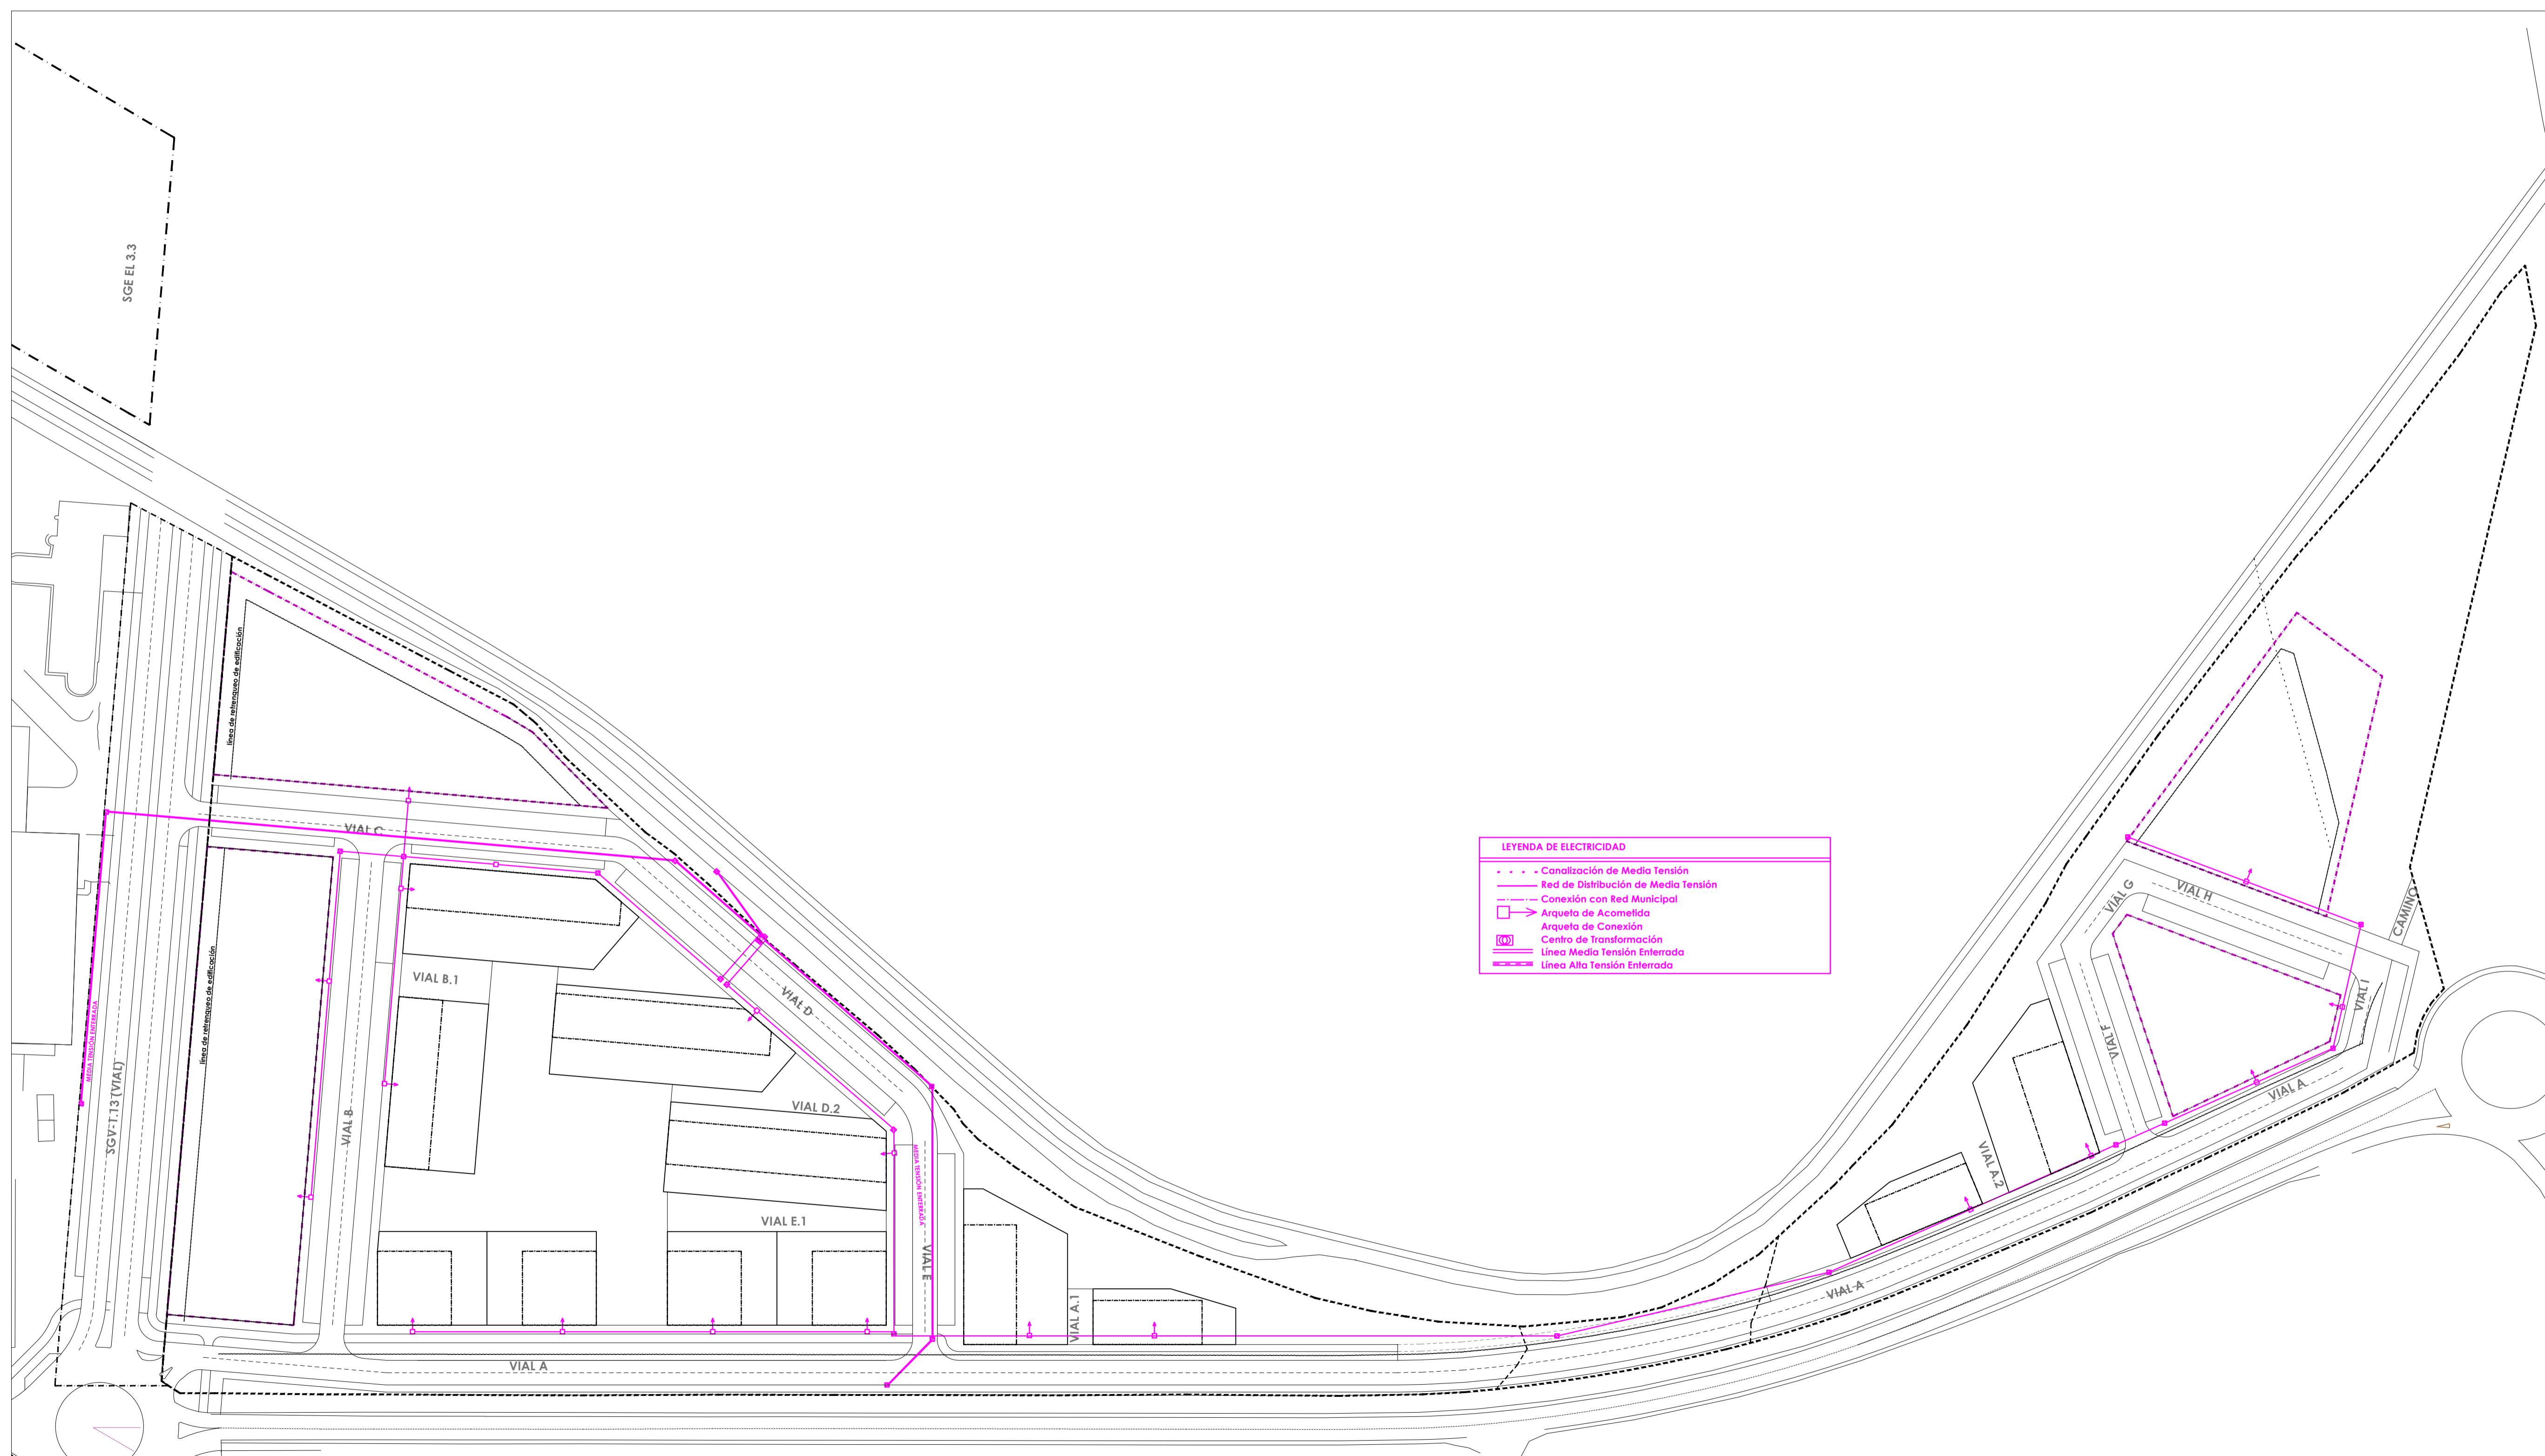 SGE EL 3.3
línea de retrenqueo de edificación
VIAL C
LEYENDA DE ELECTRICIDAD
Canalización de Media Tensión
Red de Distribución de Media Tensión
Conexión con Red Municipal
Arqueta de Acometida
Arqueta de Conexión
Centro de Transformación
Línea Media Tensión Enterrada
Línea Alta Tensión Enterrada
VIAL G
VIAL H
CAMINO
línea de retrenqueo de edificación
VIAL B.1
VIAL D
VIAL I
MEDIA TENSIÓN ENTERRADA
VIAL F
SGV-1.13 (VIAL)
VIAL B
VIAL D.2
VIAL A
MEDIA TENSIÓN ENTERRADA
VIAL A.2
VIAL E.1
VIAL E
VIAL A.1
VIAL A
VIAL A